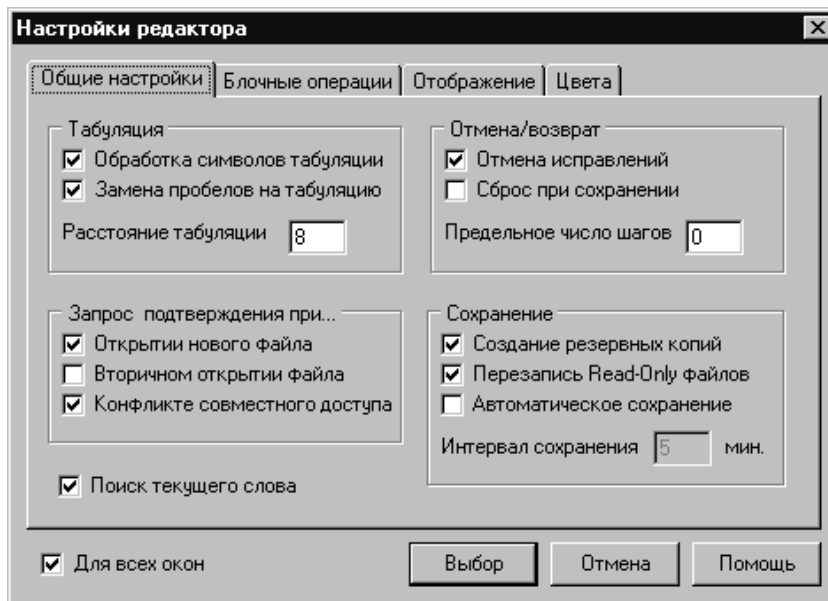 Настройки редактора
Общие настройки
Блочные операции
Отображение
Цвета
Табуляция
Обработка символов табуляции
Замена пробелов на табуляцию
Расстояние табуляции 8
Отмена/возврат
Отмена исправлений
Сброс при сохранении
Предельное число шагов 0
Запрос подтверждения при...
Открытии нового файла
Вторичном открытии файла
Конфликте совместного доступа
Сохранение
Создание резервных копий
Перезапись Read-Only файлов
Автоматическое сохранение
Интервал сохранения 5 мин.
Поиск текущего слова
Для всех окон
Выбор
Отмена
Помощь